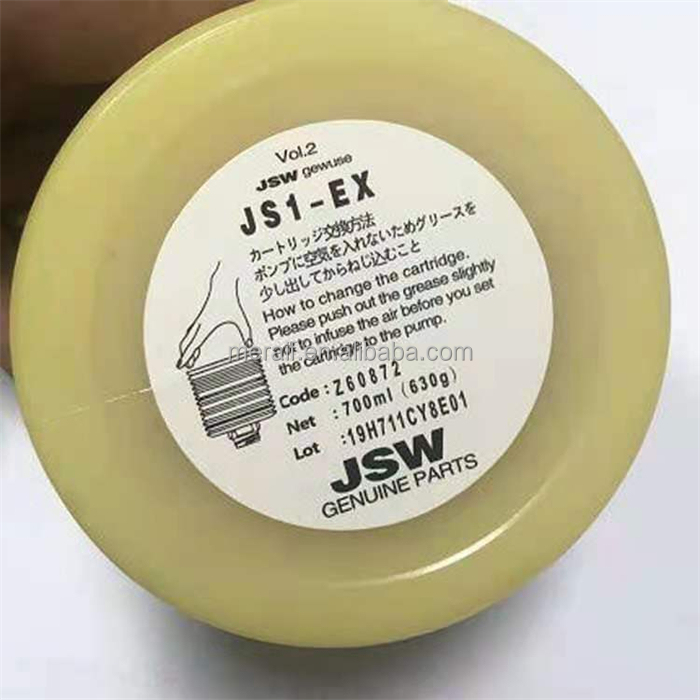 Vol.2
JSW gewuse
JS1-EX
カートリッジ交換方法
ポンプに空気を入れないためグリースを
少し出してからねじ込むこと
How to change the cartridge.
Please push out the grease slightly
not to infuse the air before you set
the cartridge to the pump.
merall.en.alibaba.com
Code : Z60872
Net : 700ml (630g)
Lot : 19H711CY8E01
JSW
GENUINE PARTS